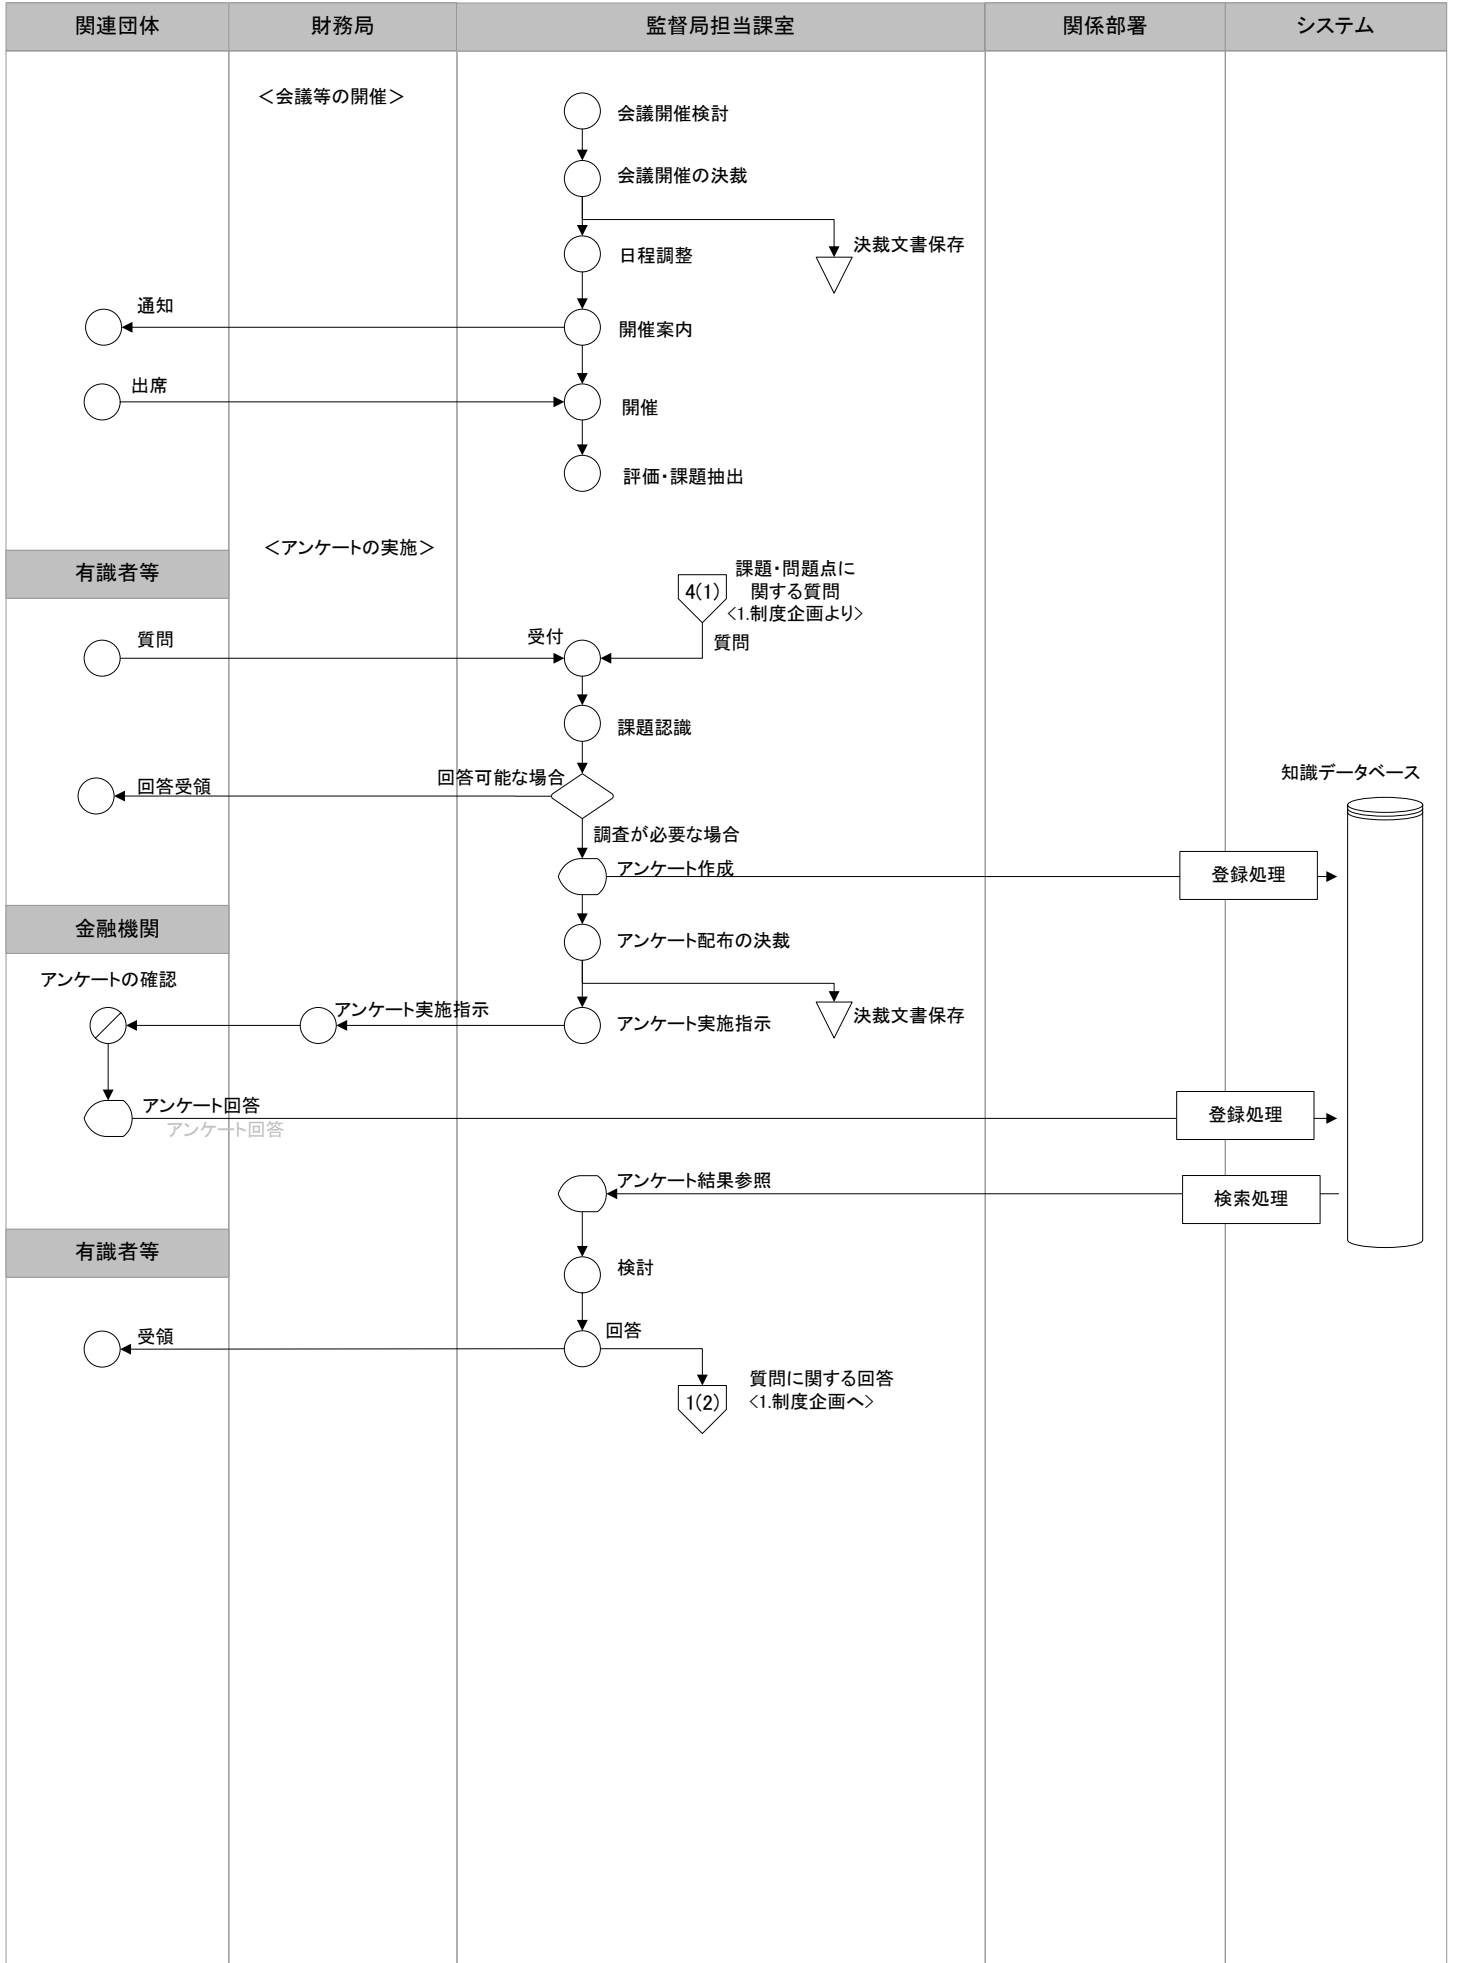 関連団体
財務局
監督局担当課室
関係部署
システム
＜会議等の開催＞
会議開催検討
会議開催の決裁
決裁文書保存
日程調整
通知
開催案内
出席
開催
評価・課題抽出
＜アンケートの実施＞
有識者等
課題・問題点に
関する質問
<1.制度企画より>
4(1)
質問
受付
質問
課題認識
回答可能な場合
回答受領
知識データベース
調査が必要な場合
アンケート作成
登録処理
金融機関
アンケート配布の決裁
アンケートの確認
アンケート実施指示
アンケート実施指示
決裁文書保存
アンケート回答
アンケート回答
登録処理
アンケート結果参照
検索処理
有識者等
検討
受領
回答
質問に関する回答
<1.制度企画へ>
1(2)